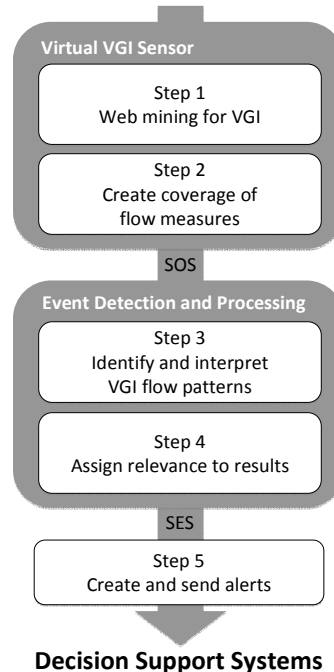 Virtual VGI Sensor
Step 1
Web mining for VGI
Step 2
Create coverage of
flow measures
SOS
Event Detection and Processing
Step 3
Identify and interpret
VGI flow patterns
Step 4
Assign relevance to results
SES
Step 5
Create and send alerts
Decision Support Systems